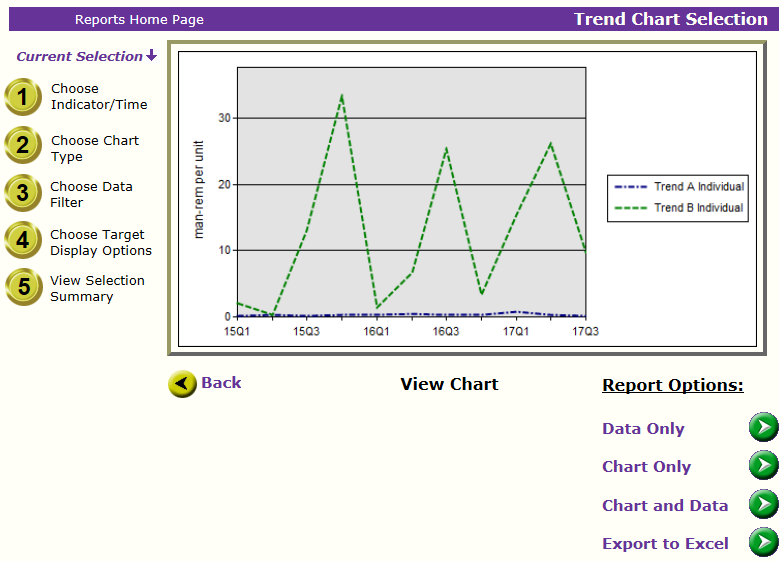 Reports Home Page
Trend Chart Selection
Current Selection
1
Choose
Indicator/Time
2
Choose Chart
Type
3
Choose Data
Filter
4
Choose Target
Display Options
5
View Selection
Summary
man-rem per unit
30
20
10
0
15Q1
15Q3
16Q1
16Q3
17Q1
17Q3
Trend A Individual
Trend B Individual
Back
View Chart
Report Options:
Data Only
Chart Only
Chart and Data
Export to Excel